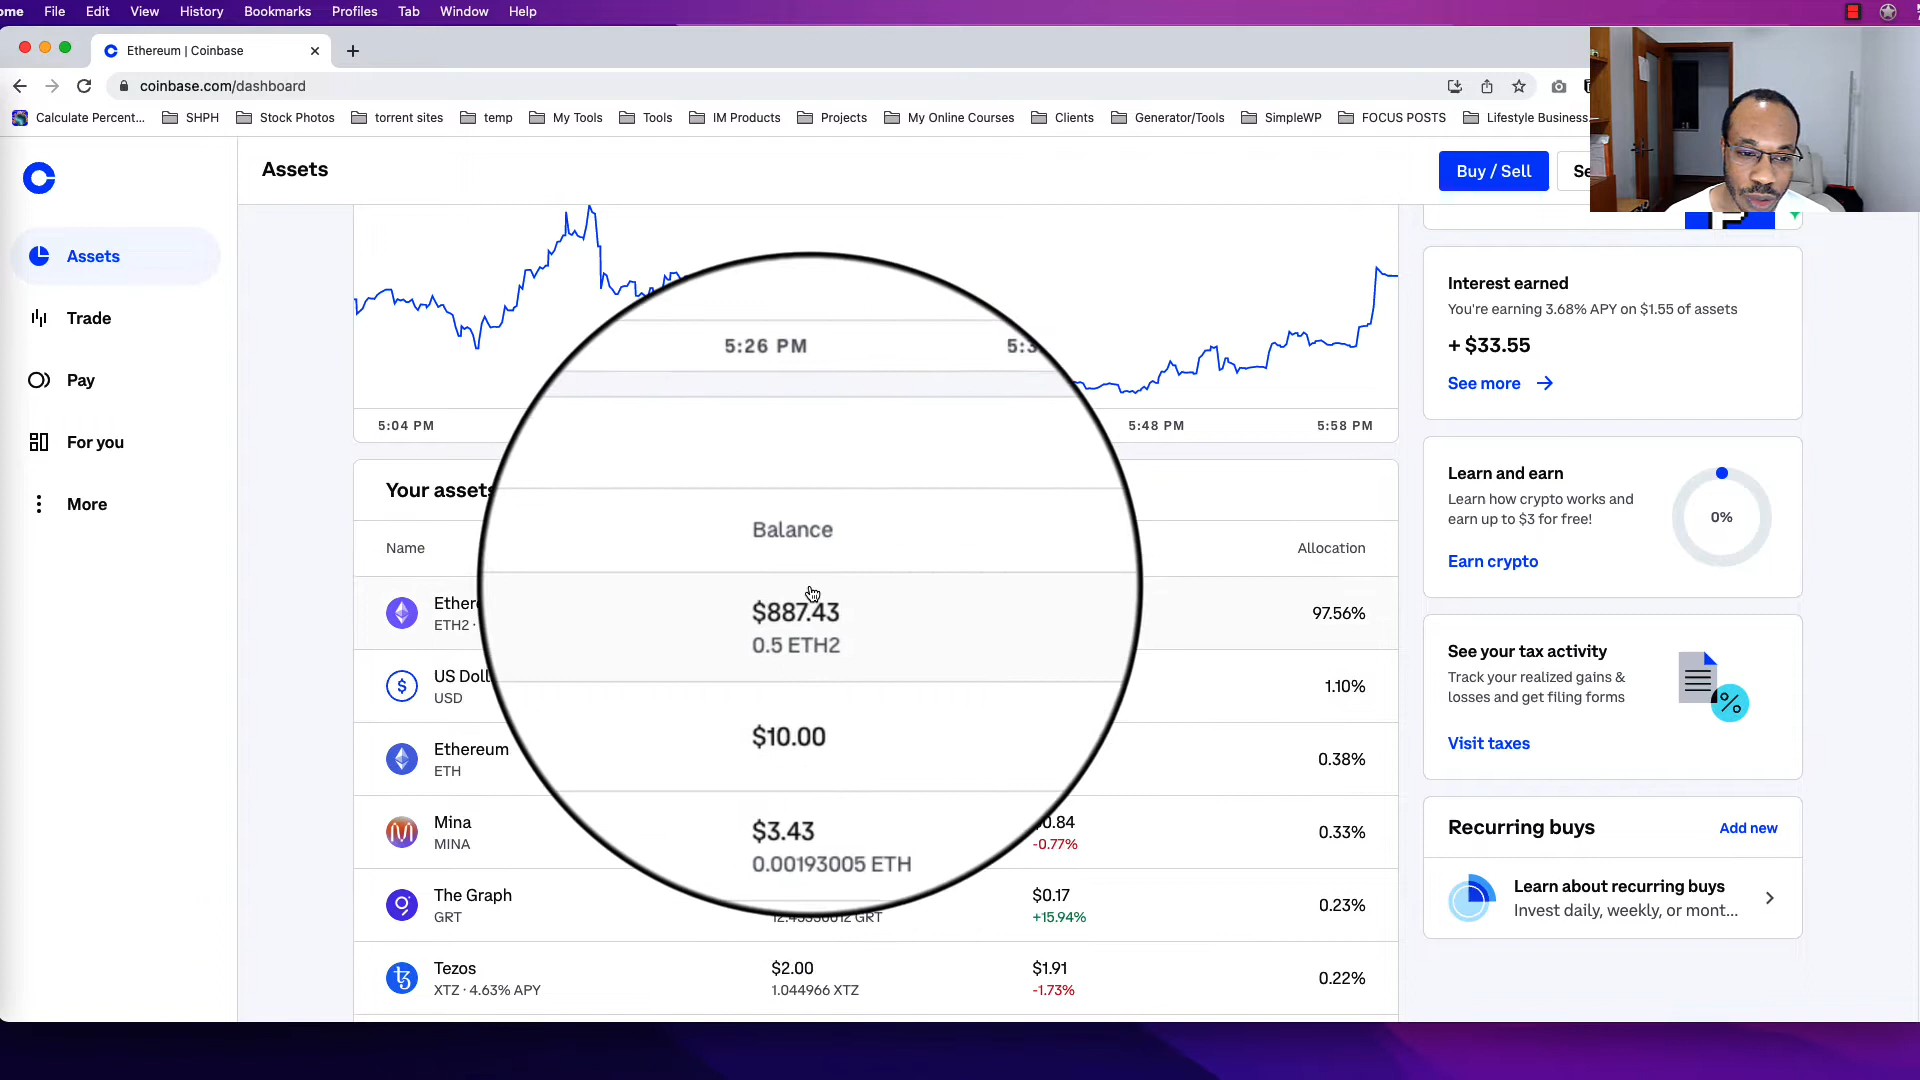 ome File Edit View History Bookmarks Profiles Tab Window Help
Ethereum | Coinbase
coinbase.com/dashboard
Calculate Percent... SHPH Stock Photos torrent sites temp My Tools Tools IM Products Projects My Online Courses Clients Generator/Tools SimpleWP FOCUS POSTS Lifestyle Business
Assets
Buy / Sell
Se
Assets
Trade
Pay
For you
More
5:26 PM 5:3
5:04 PM 5:48 PM 5:58 PM
Your assets
Name Balance Allocation
Ether $887.43 97.56%
ETH2 · 0.5 ETH2
US Doll $10.00 1.10%
USD
Ethereum $3.43 0.38%
ETH 0.00193005 ETH
Mina 0.84 0.33%
MINA -0.77%
The Graph $0.17 0.23%
GRT GRT +15.94%
Tezos $2.00 $1.91 0.22%
XTZ · 4.63% APY 1.044966 XTZ -1.73%
Interest earned
You're earning 3.68% APY on $1.55 of assets
+ $33.55
See more
Learn and earn
Learn how crypto works and
earn up to $3 for free!
0%
Earn crypto
See your tax activity
Track your realized gains &
losses and get filing forms
Visit taxes
Recurring buys Add new
Learn about recurring buys
Invest daily, weekly, or mont...